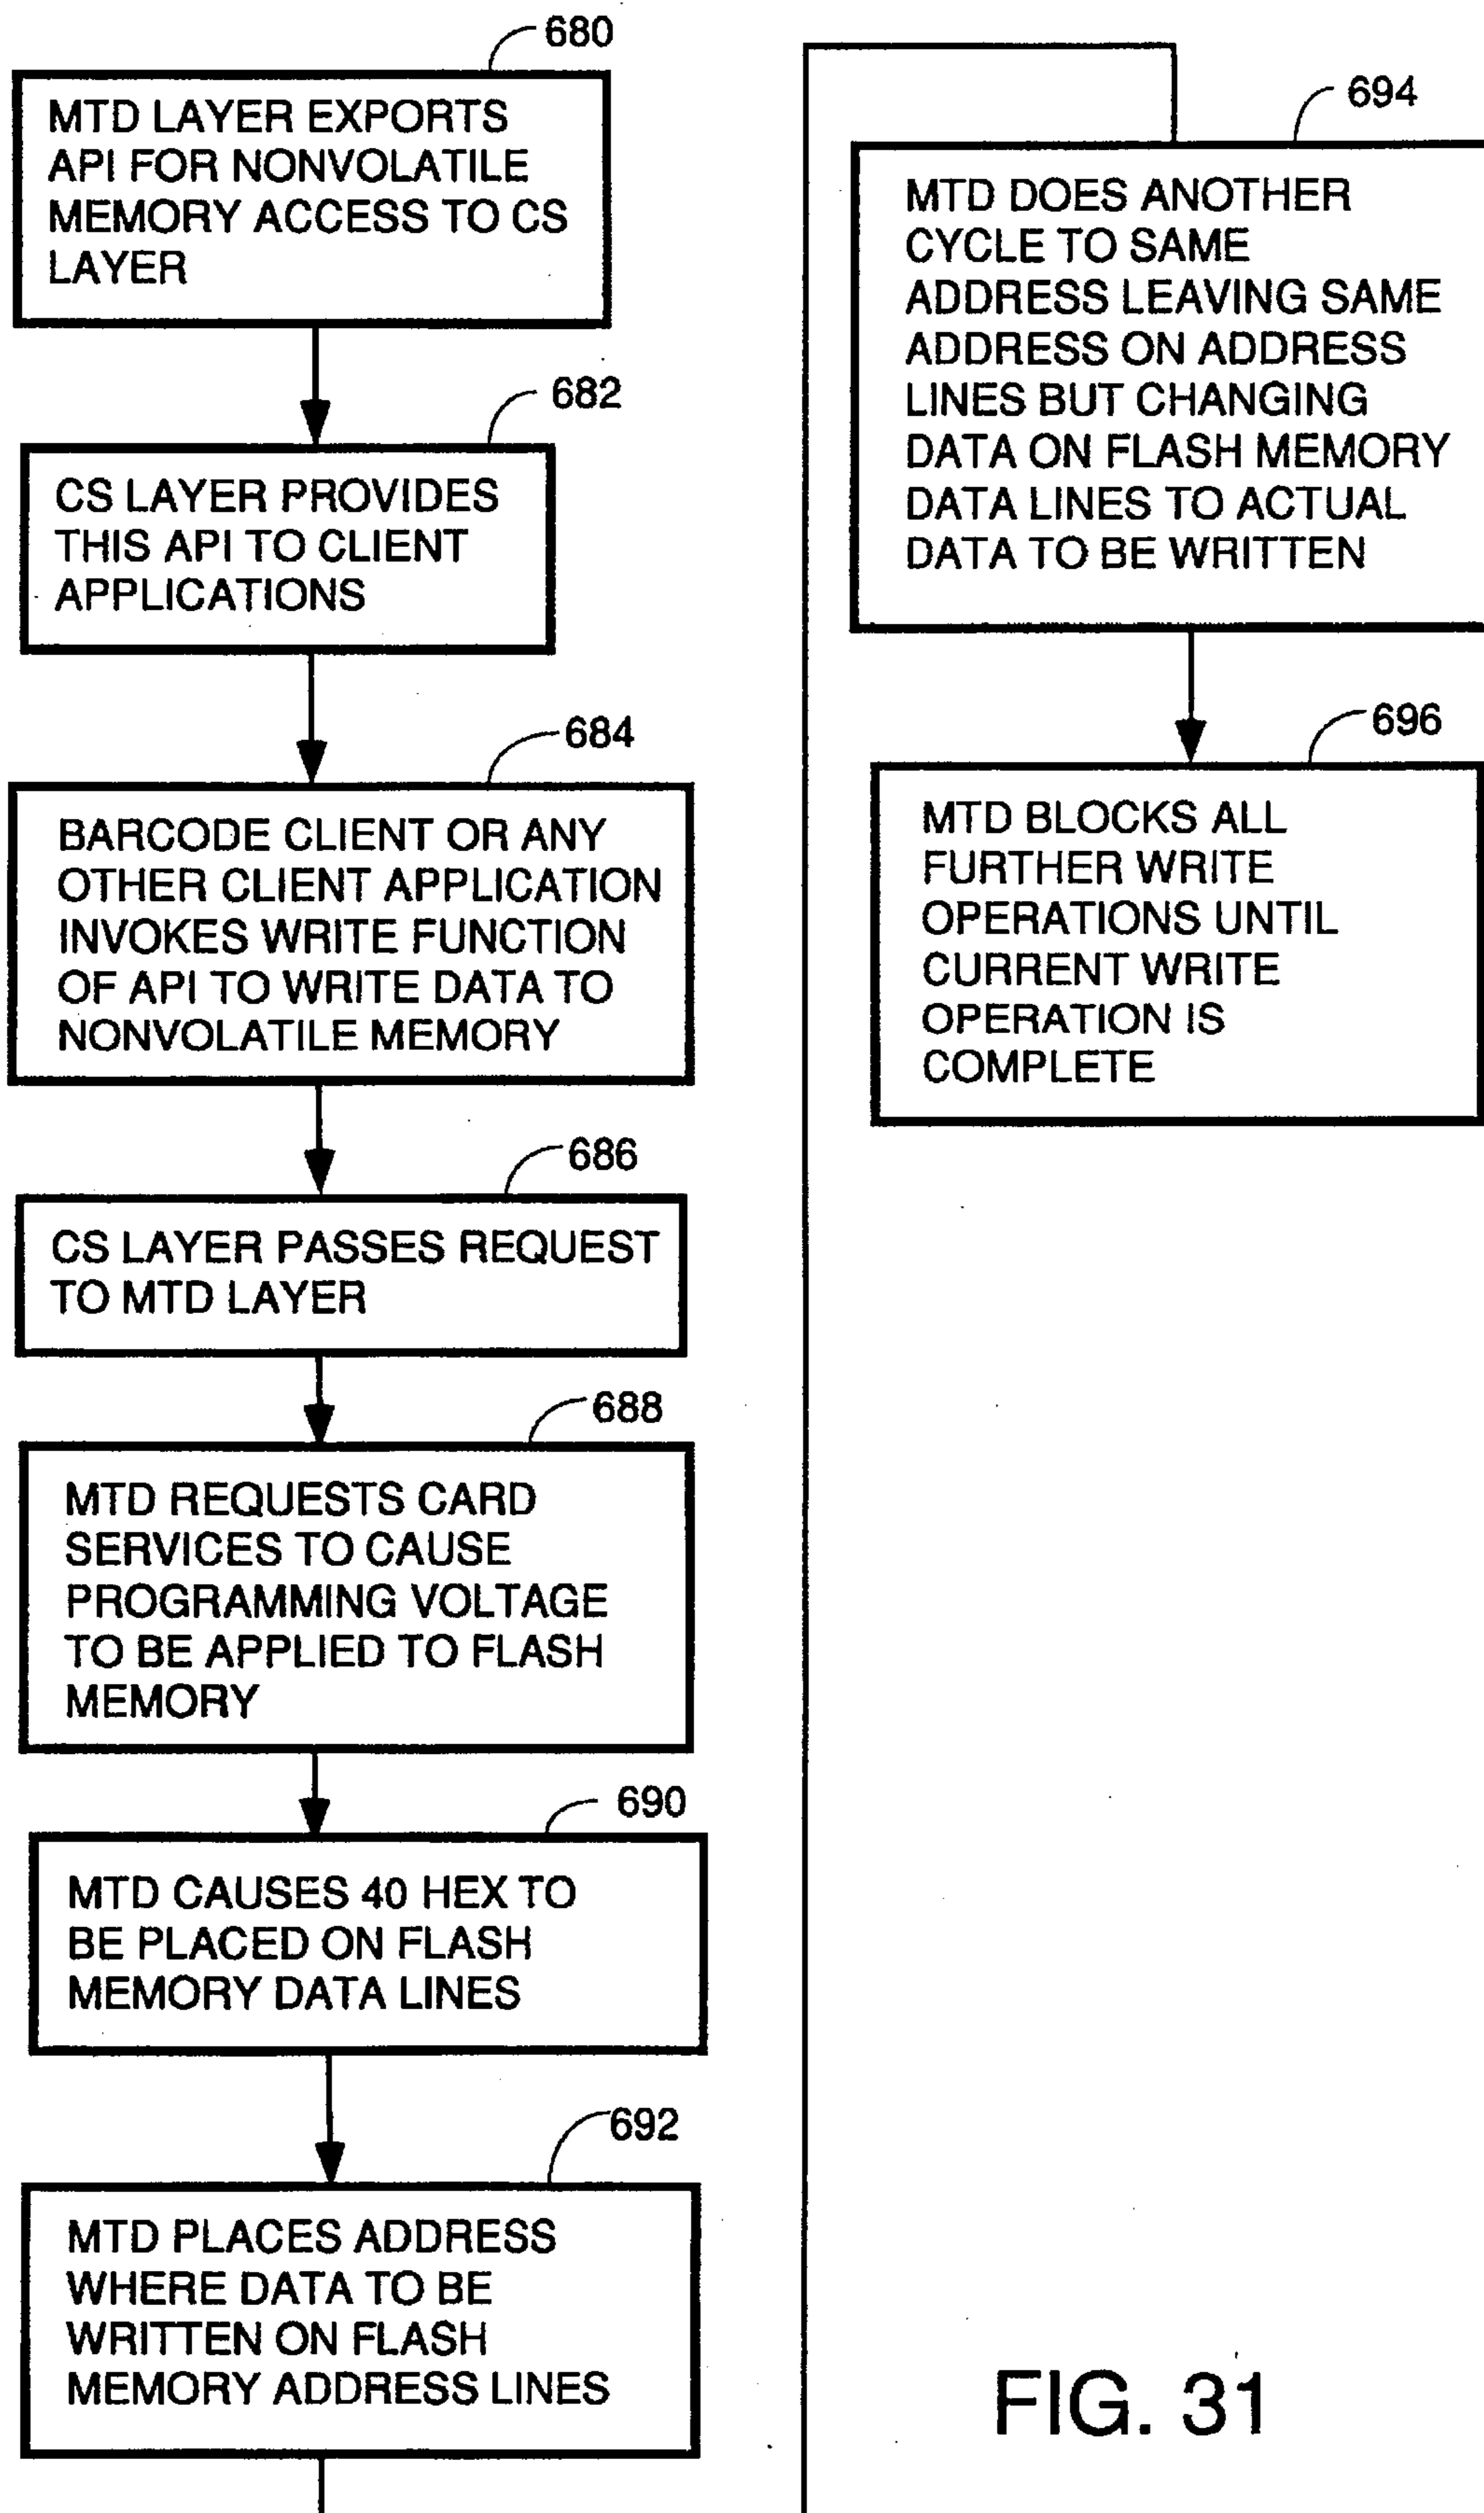 680
MTD LAYER EXPORTS
API FOR NONVOLATILE
MEMORY ACCESS TO CS
LAYER
682
CS LAYER PROVIDES
THIS API TO CLIENT
APPLICATIONS
684
BARCODE CLIENT OR ANY
OTHER CLIENT APPLICATION
INVOKES WRITE FUNCTION
OF API TO WRITE DATA TO
NONVOLATILE MEMORY
686
CS LAYER PASSES REQUEST
TO MTD LAYER
688
MTD REQUESTS CARD
SERVICES TO CAUSE
PROGRAMMING VOLTAGE
TO BE APPLIED TO FLASH
MEMORY
690
MTD CAUSES 40 HEX TO
BE PLACED ON FLASH
MEMORY DATA LINES
692
MTD PLACES ADDRESS
WHERE DATA TO BE
WRITTEN ON FLASH
MEMORY ADDRESS LINES
694
MTD DOES ANOTHER
CYCLE TO SAME
ADDRESS LEAVING SAME
ADDRESS ON ADDRESS
LINES BUT CHANGING
DATA ON FLASH MEMORY
DATA LINES TO ACTUAL
DATA TO BE WRITTEN
696
MTD BLOCKS ALL
FURTHER WRITE
OPERATIONS UNTIL
CURRENT WRITE
OPERATION IS
COMPLETE
FIG. 31